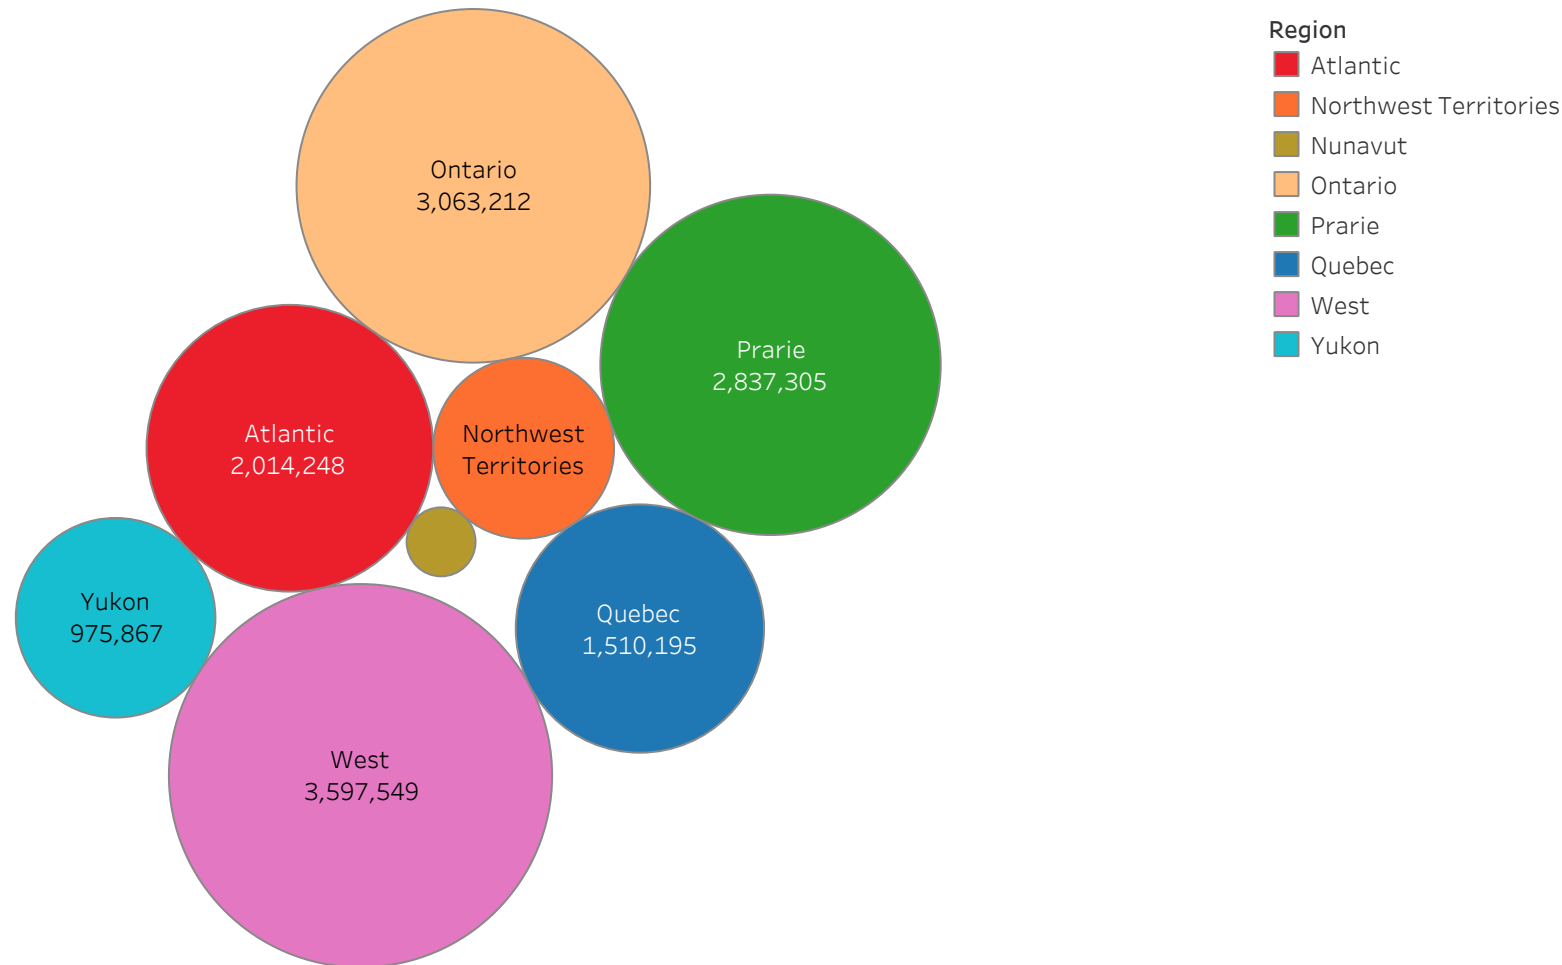 Ontario
3,063,212
Prarie
2,837,305
Atlantic
2,014,248
Northwest
Territories
Yukon
975,867
Quebec
1,510,195
West
3,597,549
Region
Atlantic
Northwest Territories
Nunavut
Ontario
Prarie
Quebec
West
Yukon